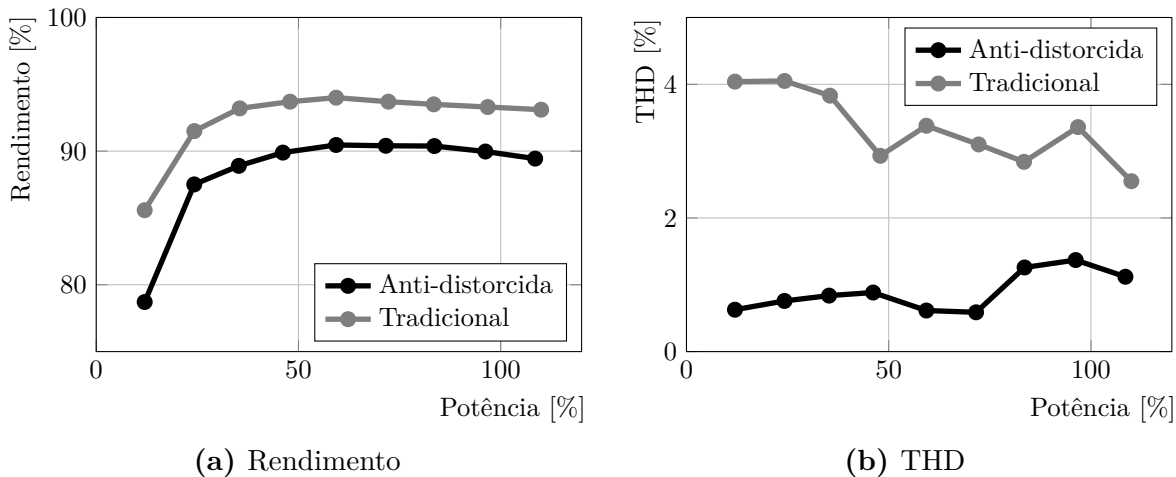 Rendimento [%]
100
90
80
0
50
100
Potência [%]
Anti-distorcida
Tradicional
(a) Rendimento
THD [%]
4
2
0
0
50
100
Potência [%]
Anti-distorcida
Tradicional
(b) THD